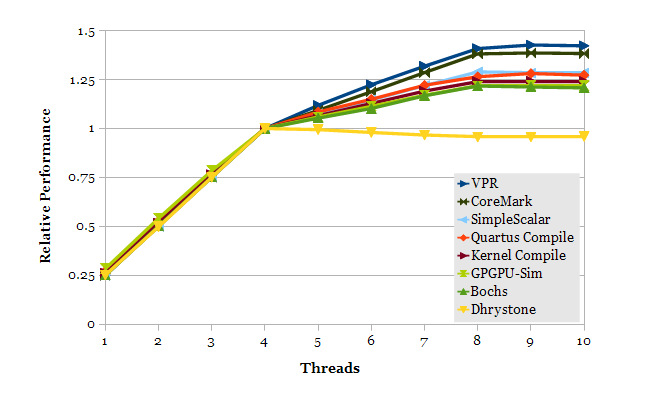 1.5
1.25
1
0.75
0.5
0.25
0
Relative Performance
VPR
CoreMark
SimpleScalar
Quartus Compile
Kernel Compile
GPGPU-Sim
Bochs
Dhrystone
1 2 3 4 5 6 7 8 9 10
Threads